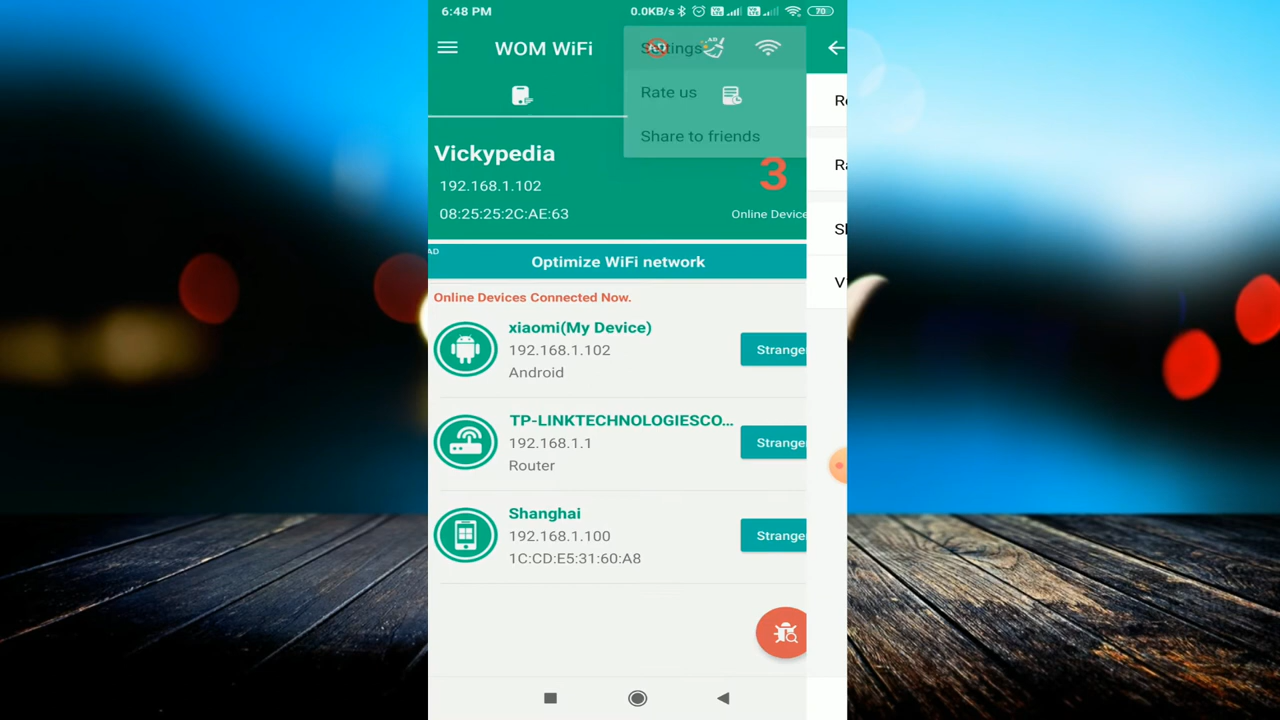 6:48 PM
0.0KB/s
70
WOM WiFi
Settings
Rate us
Share to friends
Vickypedia
192.168.1.102
08:25:25:2C:AE:63
3
Online Device
AD
Optimize WiFi network
Online Devices Connected Now.
xiaomi(My Device)
192.168.1.102
Android
Strange
TP-LINKTECHNOLOGIESCO...
192.168.1.1
Router
Strange
Shanghai
192.168.1.100
1C:CD:E5:31:60:A8
Strange